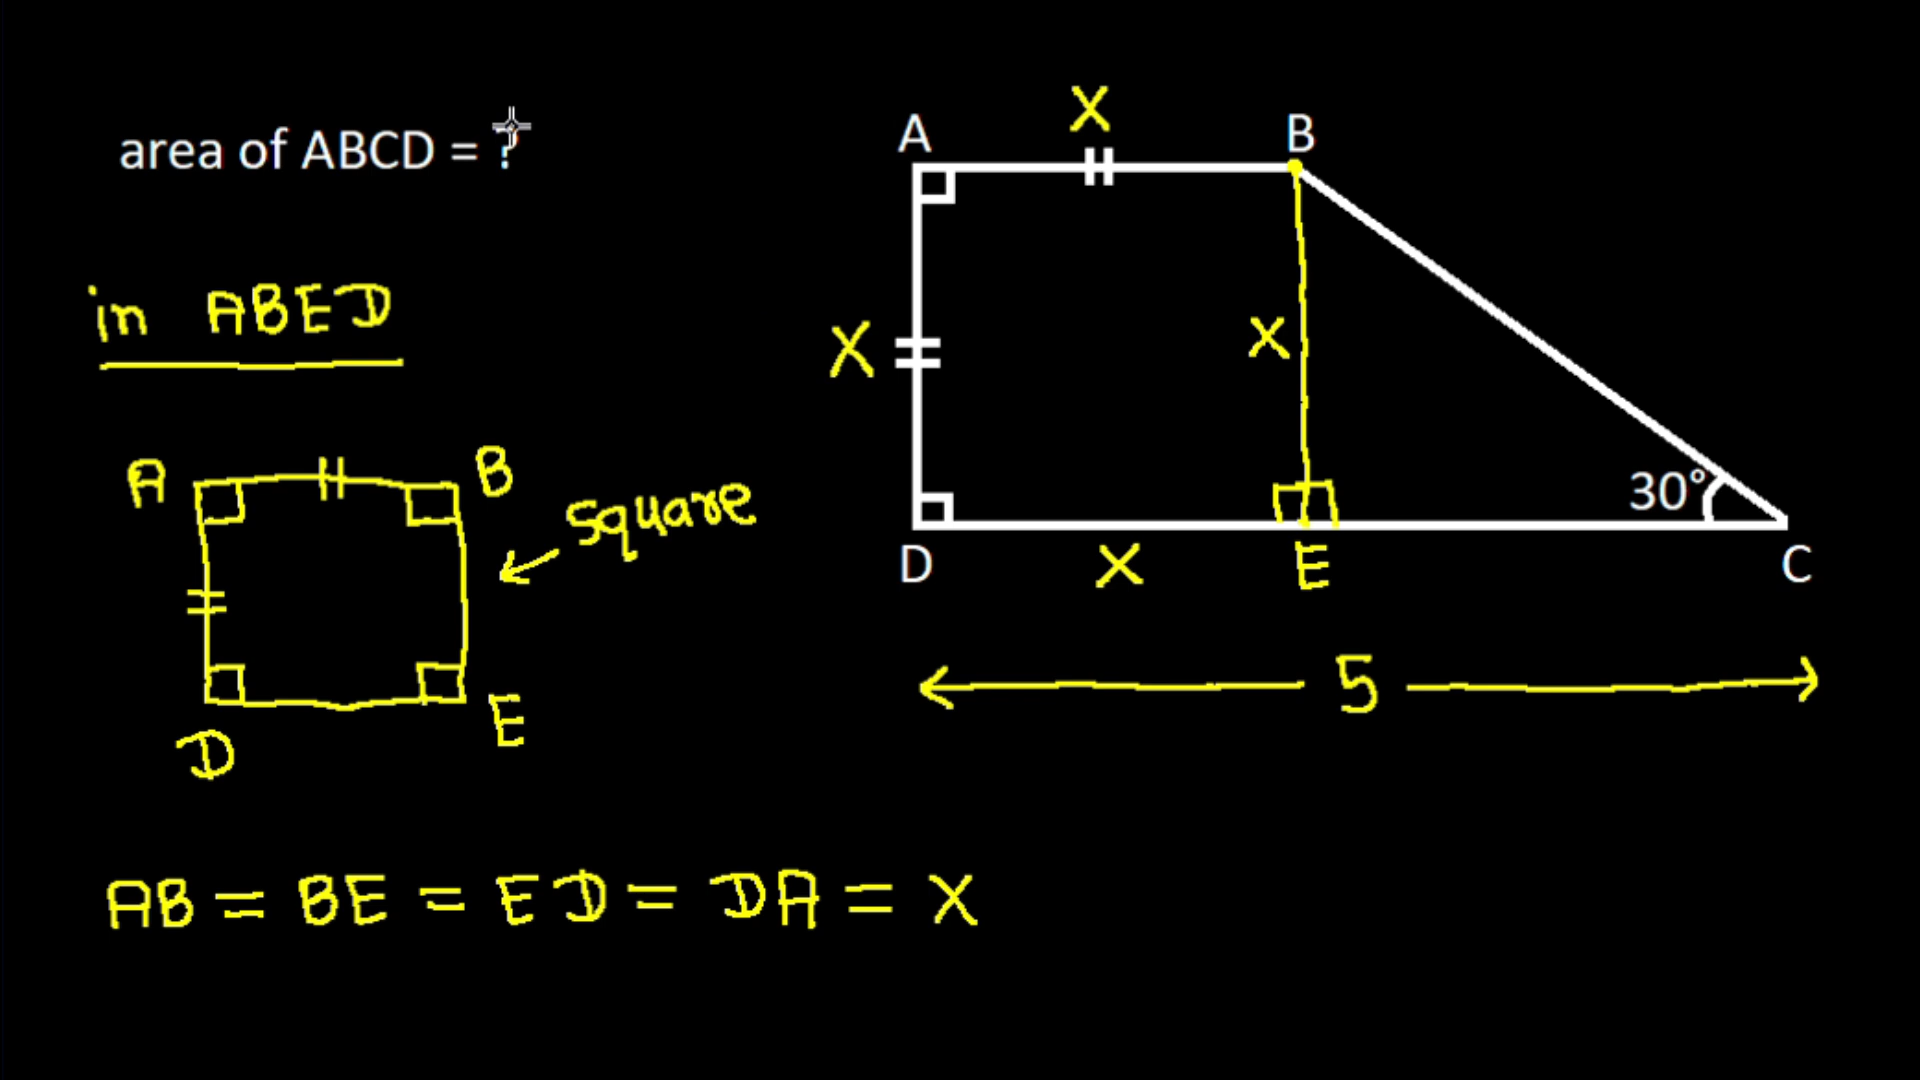 area of ABCD = ?
in ABED
A B
square
D E
AB = BE = ED = DA = X
X
A B
X X
30°
D X E C
5